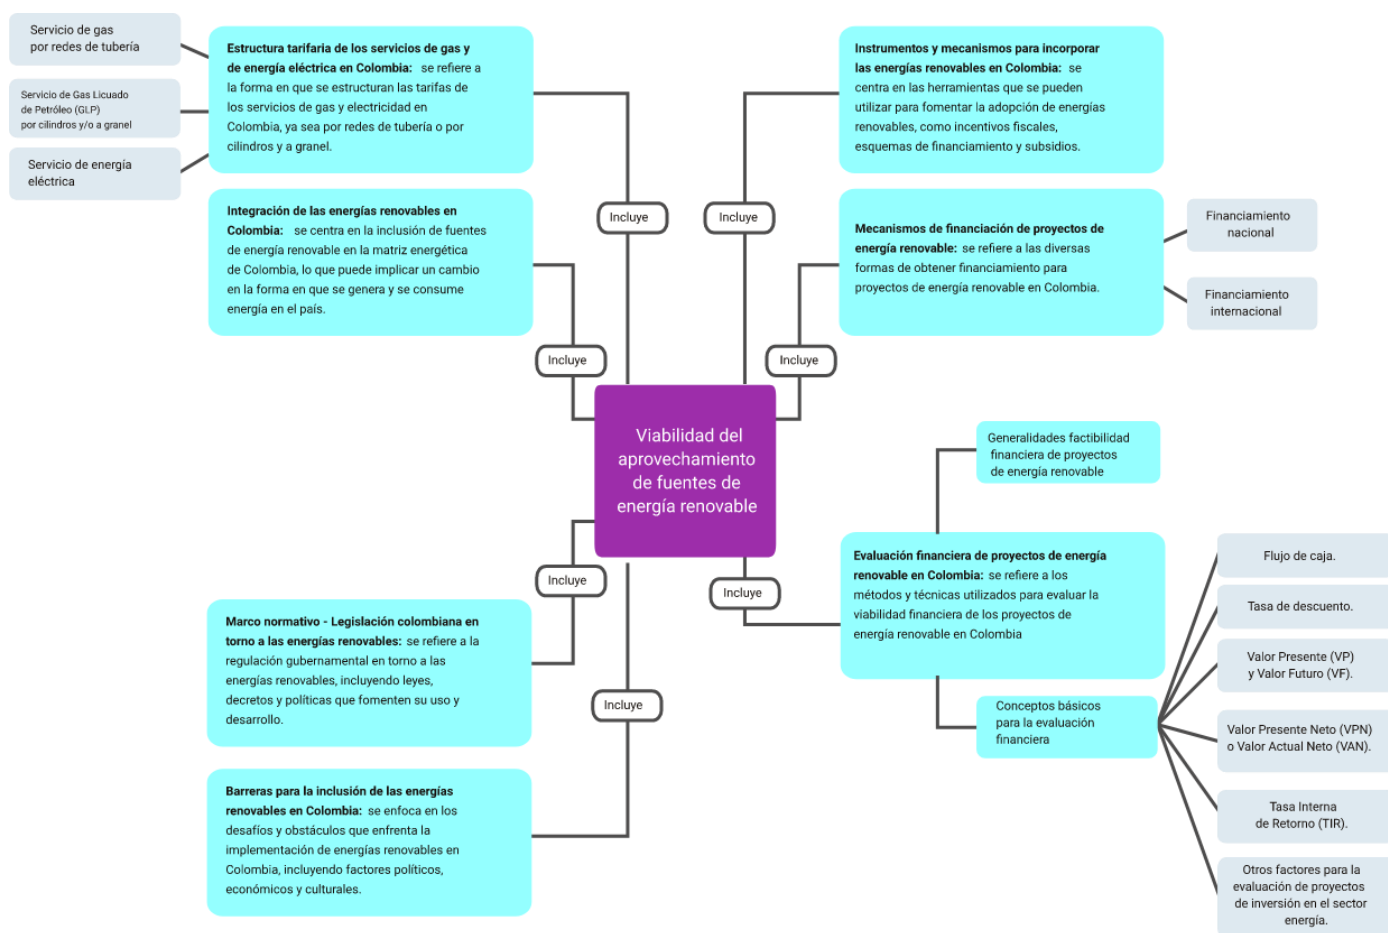 Servicio de gas
por redes de tubería
Servicio de Gas Licuado
de Petróleo (GLP)
por cilindros y/o a granel
Servicio de energía
eléctrica
Estructura tarifaria de los servicios de gas y
de energía eléctrica en Colombia: se refiere a
la forma en que se estructuran las tarifas de
los servicios de gas y electricidad en
Colombia, ya sea por redes de tubería o por
cilindros y a granel.
Incluye
Integración de las energías renovables en
Colombia: se centra en la inclusión de fuentes
de energía renovable en la matriz energética
de Colombia, lo que puede implicar un cambio
en la forma en que se genera y se consume
energía en el país.
Incluye
Instrumentos y mecanismos para incorporar
las energías renovables en Colombia: se
centra en las herramientas que se pueden
utilizar para fomentar la adopción de energías
renovables, como incentivos fiscales,
esquemas de financiamiento y subsidios.
Incluye
Mecanismos de financiación de proyectos de
energía renovable: se refiere a las diversas
formas de obtener financiamiento para
proyectos de energía renovable en Colombia.
Incluye
Financiamiento
nacional
Financiamiento
internacional
Viabilidad del
aprovechamiento
de fuentes de
energía renovable
Incluye
Marco normativo - Legislación colombiana en
torno a las energías renovables: se refiere a la
regulación gubernamental en torno a las
energías renovables, incluyendo leyes,
decretos y políticas que fomenten su uso y
desarrollo.
Incluye
Barreras para la inclusión de las energías
renovables en Colombia: se enfoca en los
desafíos y obstáculos que enfrenta la
implementación de energías renovables en
Colombia, incluyendo factores políticos,
económicos y culturales.
Incluye
Generalidades factibilidad
financiera de proyectos
de energía renovable
Evaluación financiera de proyectos de energía
renovable en Colombia: se refiere a los
métodos y técnicas utilizados para evaluar la
viabilidad financiera de los proyectos de
energía renovable en Colombia
Conceptos básicos
para la evaluación
financiera
Flujo de caja.
Tasa de descuento.
Valor Presente (VP)
y Valor Futuro (VF).
Valor Presente Neto (VPN)
o Valor Actual Neto (VAN).
Tasa Interna
de Retorno (TIR).
Otros factores para la
evaluación de proyectos
de inversión en el sector
energía.